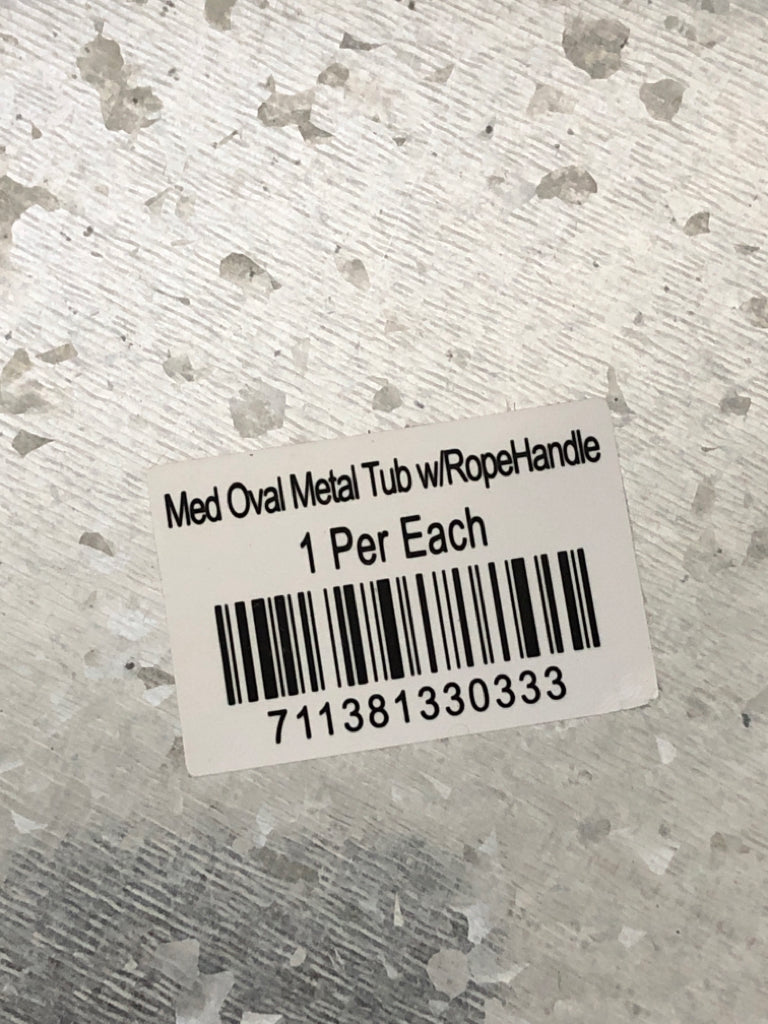 Med Oval Metal Tub w/RopeHandle
1 Per Each
711381330333